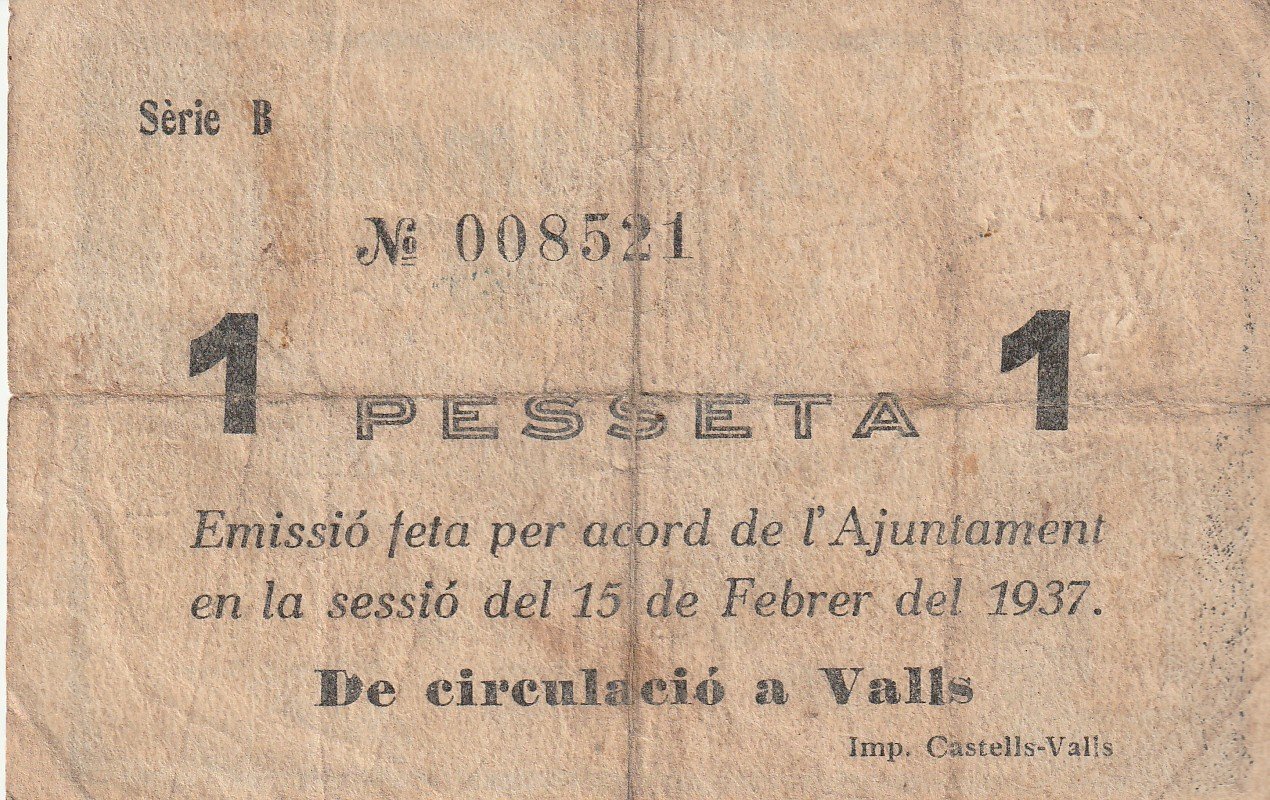 Sèrie B
Nº 008521
1 PESSETA 1
Emissió feta per acord de l'Ajuntament
en la sessió del 15 de Febrer del 1937.
De circulació a Valls
Imp. Castells-Valls